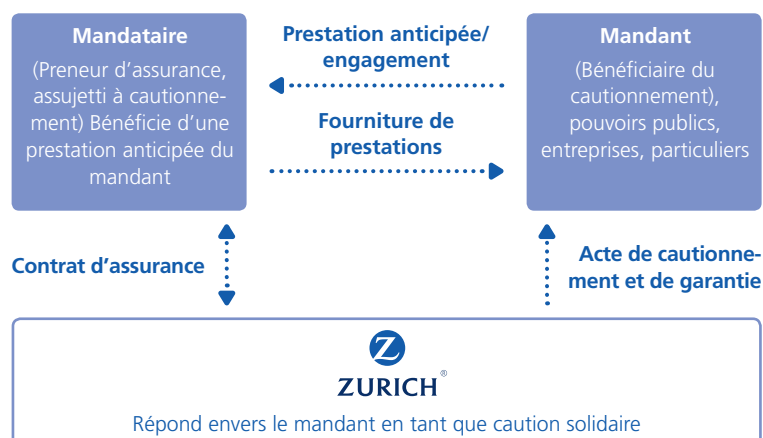 Mandataire
(Preneur d’assurance,
assujetti à cautionne-
ment) Bénéficie d’une
prestation anticipée du
mandant
Prestation anticipée/
engagement
Fourniture de
prestations
Mandant
(Bénéficiaire du
cautionnement),
pouvoirs publics,
entreprises, particuliers
Contrat d’assurance
Acte de cautionne-
ment et de garantie
Z
ZURICH®
Répond envers le mandant en tant que caution solidaire